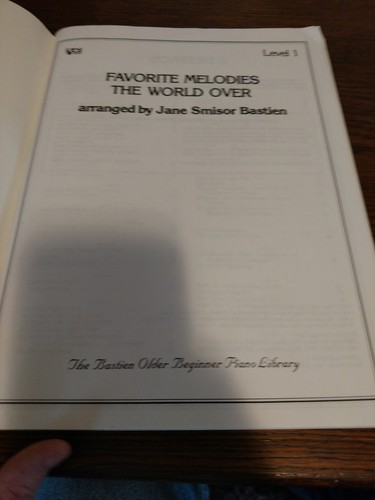 Level 1
FAVORITE MELODIES
THE WORLD OVER
arranged by Jane Smisor Bastien
The Bastien Older Beginner Piano Library